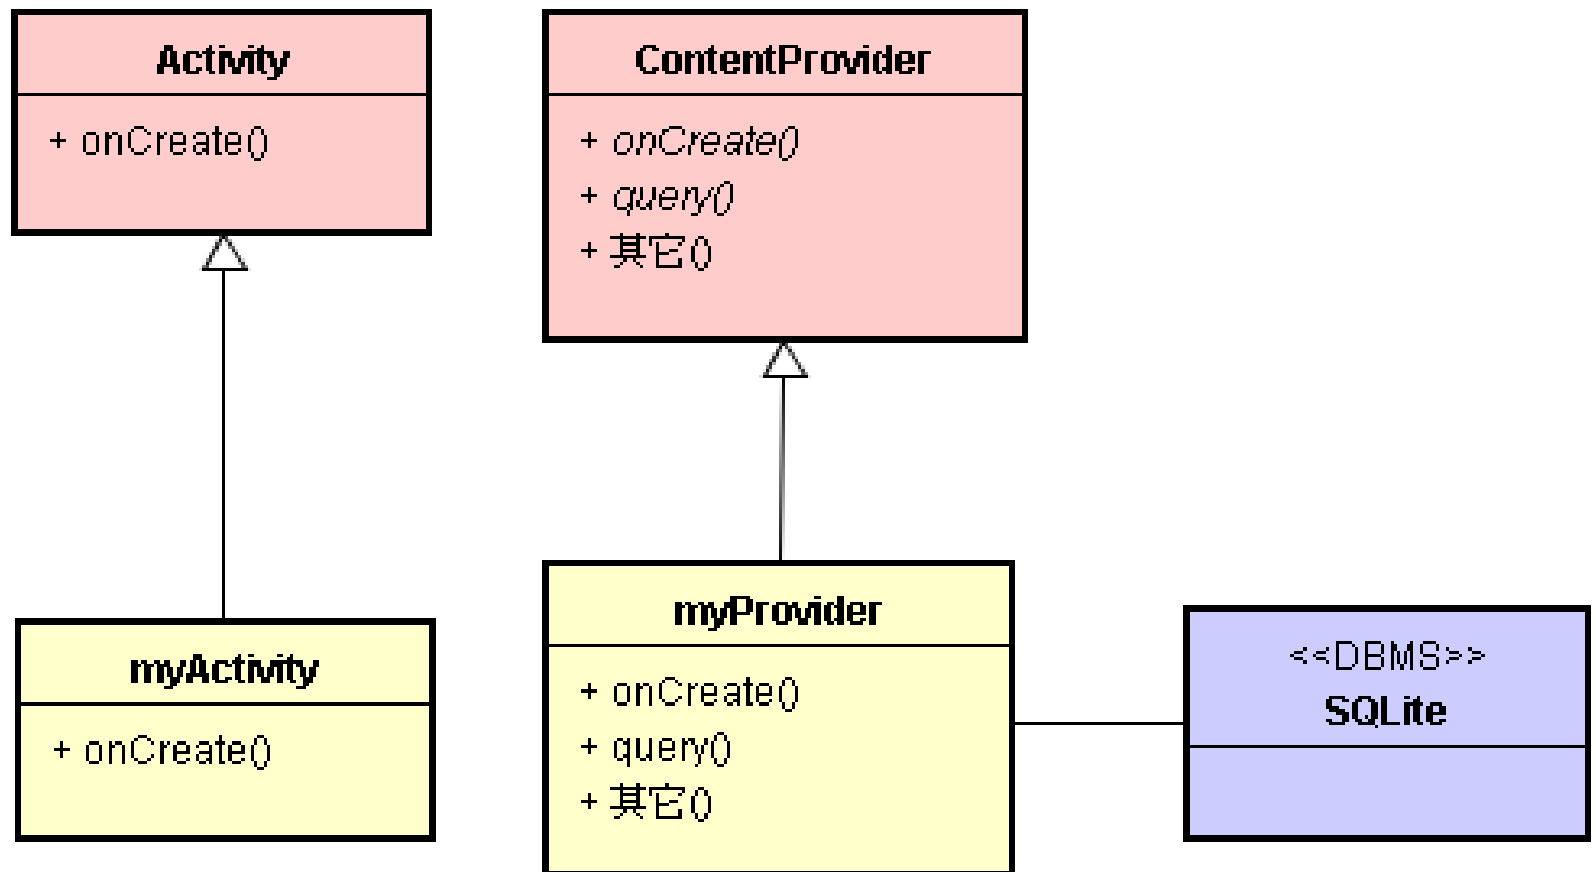 Activity
+ onCreate()
ContentProvider
+ onCreate()
+ query()
+ 其它()
myActivity
+ onCreate()
myProvider
+ onCreate()
+ query()
+ 其它()
<<DBMS>>
SQLite